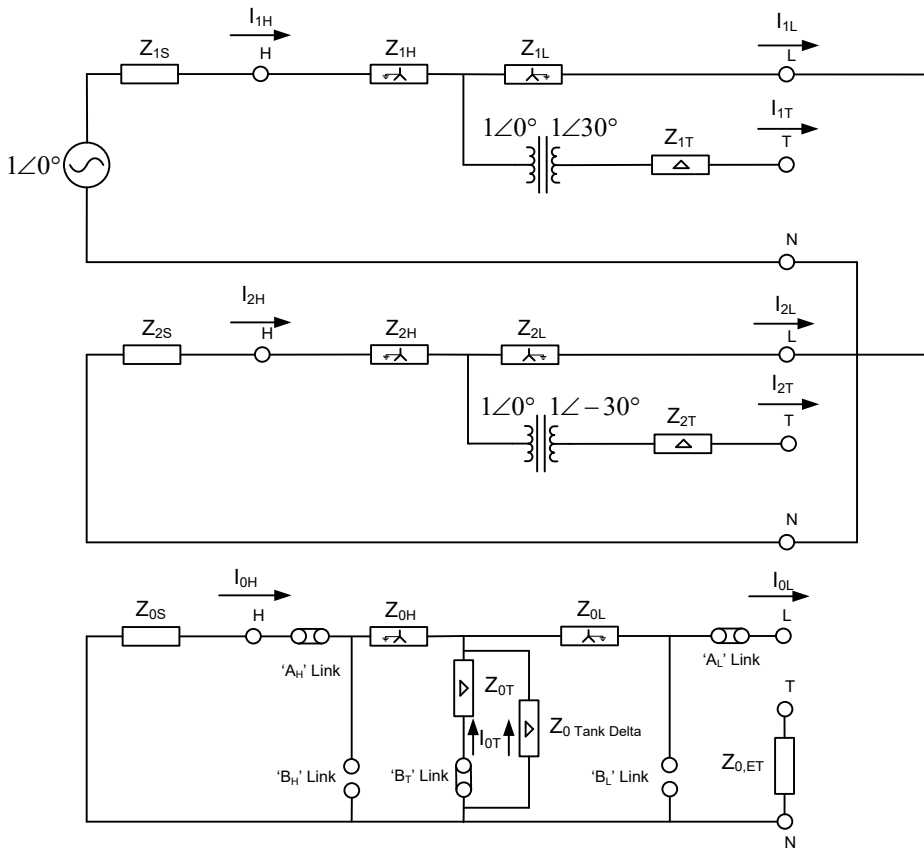 I1H
I1L
Z1S
H
Z1H
Z1L
L
1∠0°
1∠0° 1∠30°
Z1T
I1T
T
N
I2H
I2L
Z2S
H
Z2H
Z2L
L
1∠0° 1∠−30°
Z2T
I2T
T
N
I0H
I0L
Z0S
H
Z0H
Z0L
L
'AH' Link
'AL' Link
Z0T
Z0 Tank Delta
I0T
T
'BH' Link
'BT' Link
'BL' Link
Z0,ET
N